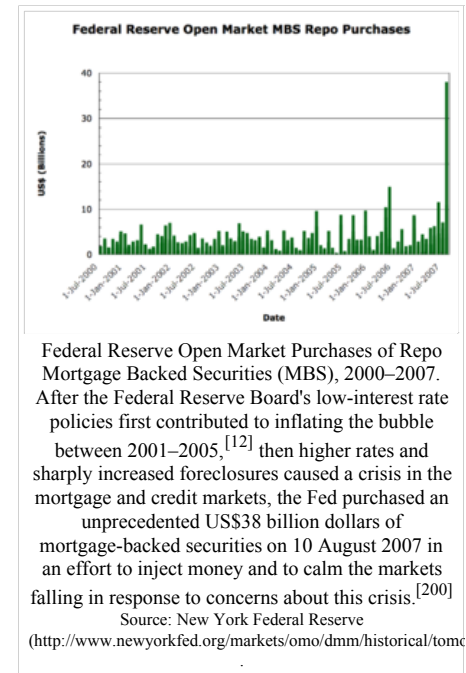 Federal Reserve Open Market MBS Repo Purchases
US$ (Billions)
40
30
20
10
0
1-Jul-2000
1-Jan-2001
1-Jul-2001
1-Jan-2002
1-Jul-2002
1-Jan-2003
1-Jul-2003
1-Jan-2004
1-Jul-2004
1-Jan-2005
1-Jul-2005
1-Jan-2006
1-Jul-2006
1-Jan-2007
1-Jul-2007
Date
Federal Reserve Open Market Purchases of Repo
Mortgage Backed Securities (MBS), 2000–2007.
After the Federal Reserve Board's low-interest rate
policies first contributed to inflating the bubble
between 2001–2005,[12] then higher rates and
sharply increased foreclosures caused a crisis in the
mortgage and credit markets, the Fed purchased an
unprecedented US$38 billion dollars of
mortgage-backed securities on 10 August 2007 in
an effort to inject money and to calm the markets
falling in response to concerns about this crisis.[200]
Source: New York Federal Reserve
(http://www.newyorkfed.org/markets/omo/dmm/historical/tomo
.